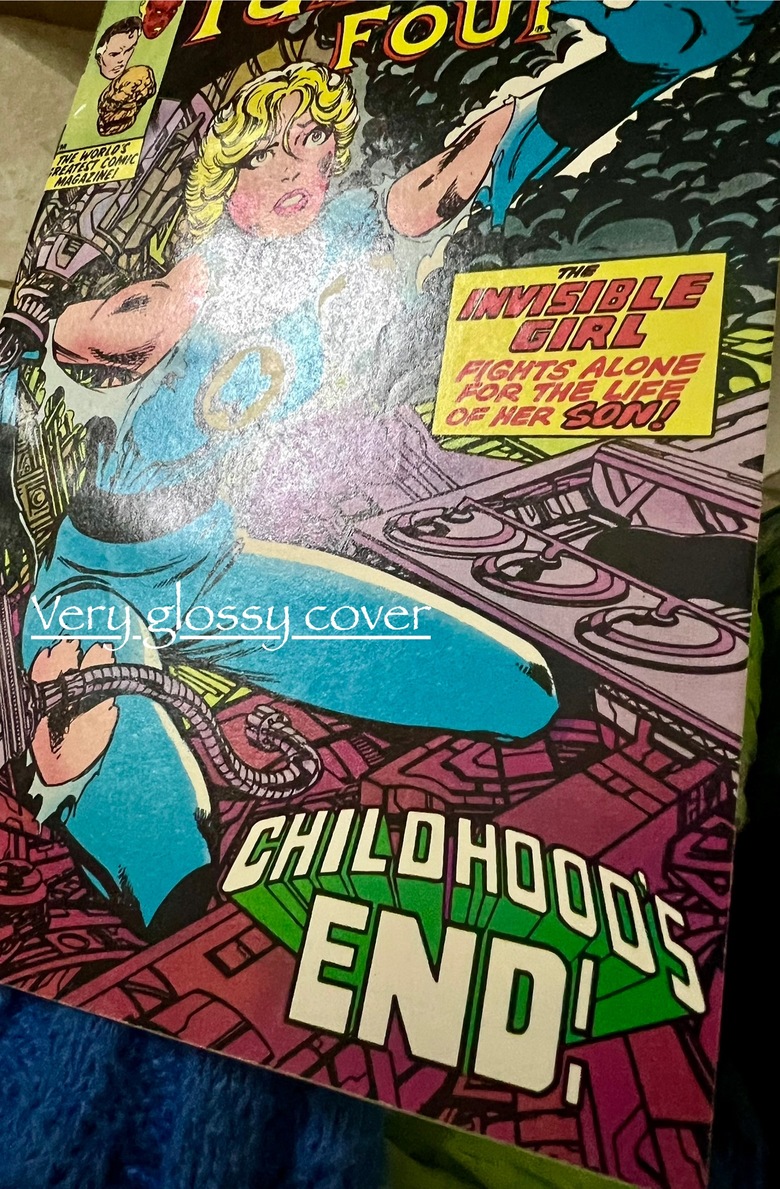 FOUR
THE WORLD'S
GREATEST COMIC
MAGAZINE!
THE
INVISIBLE
GIRL
FIGHTS ALONE
FOR THE LIFE
OF HER SON!
Very glossy cover
CHILDHOOD'S
END!